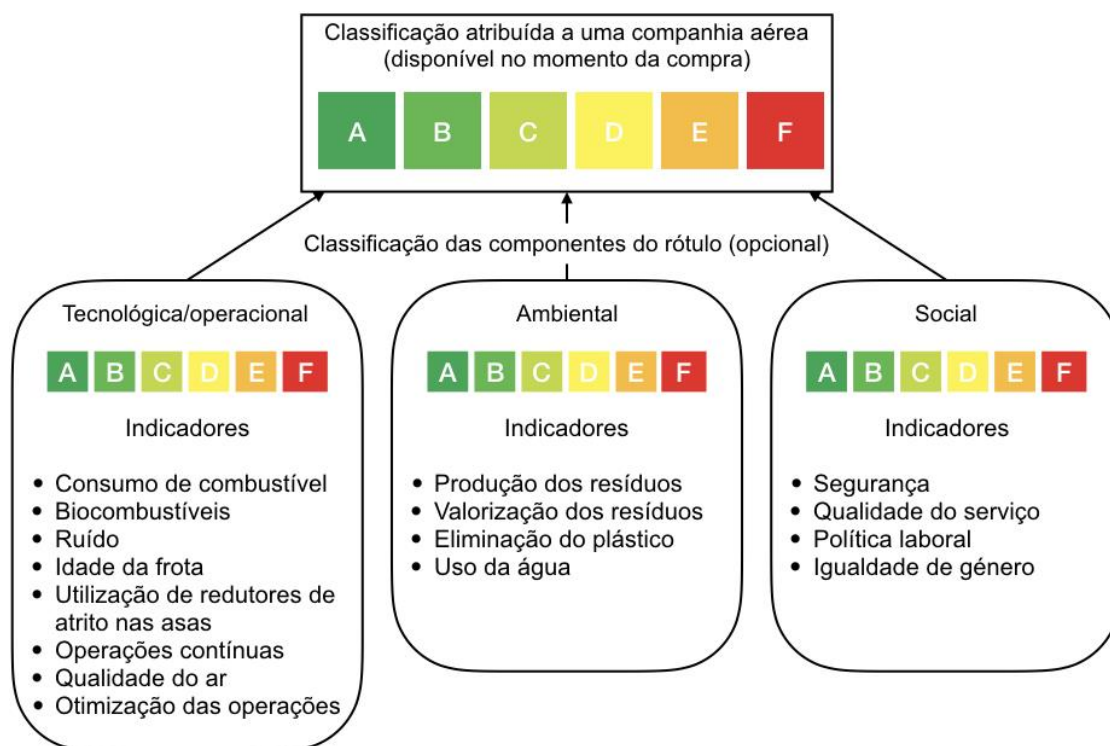 Classificação atribuída a uma companhia aérea
(disponível no momento da compra)
A B C D E F
Classificação das componentes do rótulo (opcional)
Tecnológica/operacional
A B C D E F
Indicadores
• Consumo de combustível
• Biocombustíveis
• Ruído
• Idade da frota
• Utilização de redutores de
atrito nas asas
• Operações contínuas
• Qualidade do ar
• Otimização das operações
Ambiental
A B C D E F
Indicadores
• Produção dos resíduos
• Valorização dos resíduos
• Eliminação do plástico
• Uso da água
Social
A B C D E F
Indicadores
• Segurança
• Qualidade do serviço
• Política laboral
• Igualdade de género